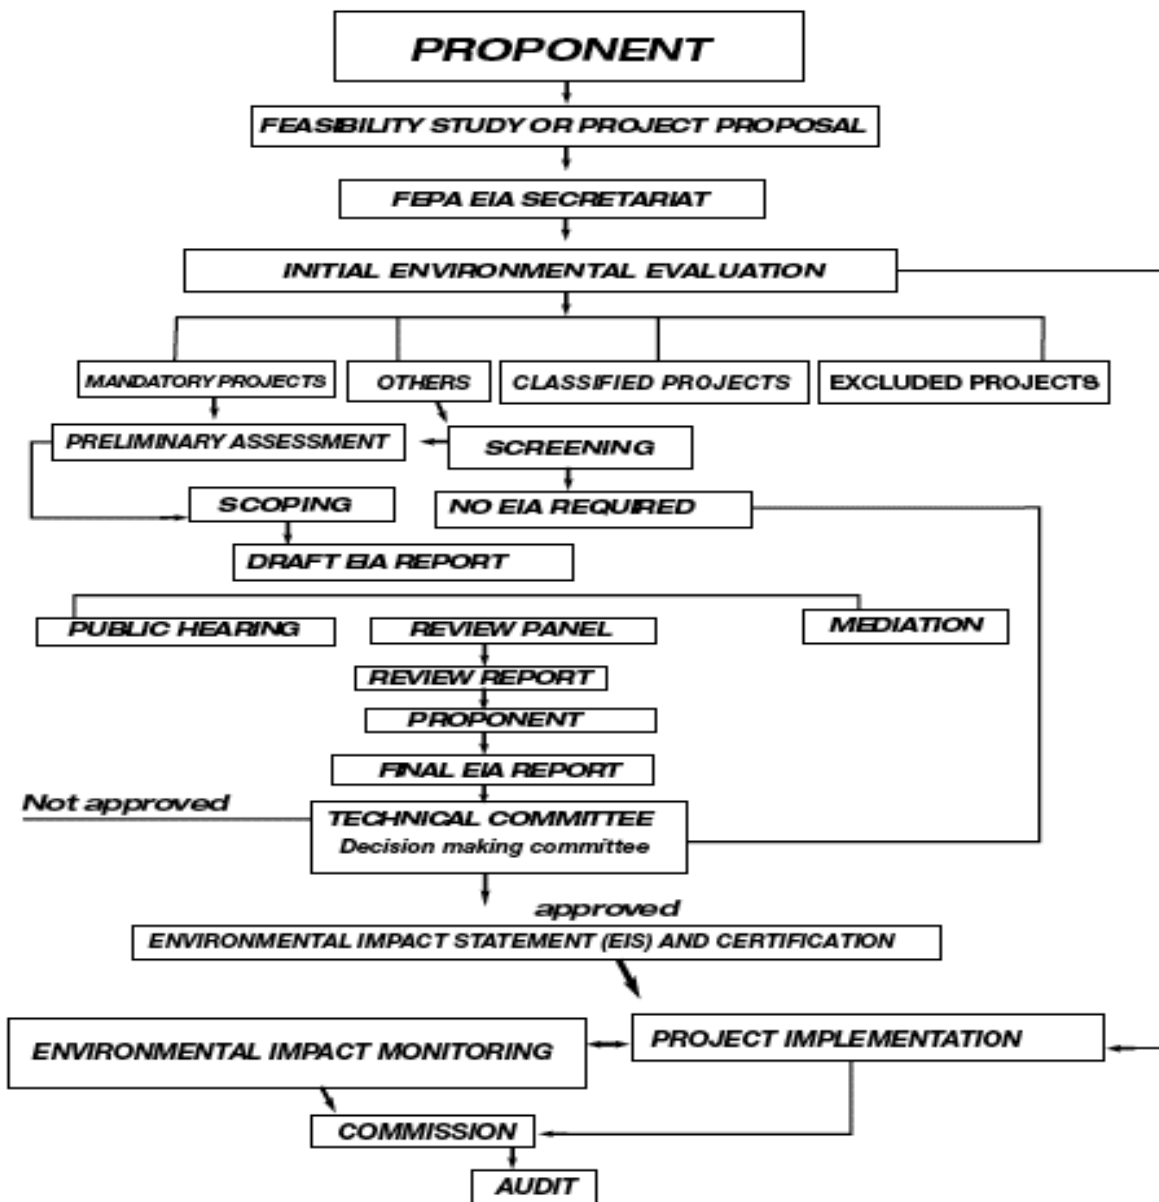 PROPONENT
FEASIBILITY STUDY OR PROJECT PROPOSAL
FEPA EIA SECRETARIAT
INITIAL ENVIRONMENTAL EVALUATION
MANDATORY PROJECTS
OTHERS
CLASSIFIED PROJECTS
EXCLUDED PROJECTS
PRELIMINARY ASSESSMENT
SCREENING
SCOPING
NO EIA REQUIRED
DRAFT EIA REPORT
PUBLIC HEARING
REVIEW PANEL
MEDIATION
REVIEW REPORT
PROPONENT
FINAL EIA REPORT
Not approved
TECHNICAL COMMITTEE
Decision making committee
approved
ENVIRONMENTAL IMPACT STATEMENT (EIS) AND CERTIFICATION
ENVIRONMENTAL IMPACT MONITORING
PROJECT IMPLEMENTATION
COMMISSION
AUDIT